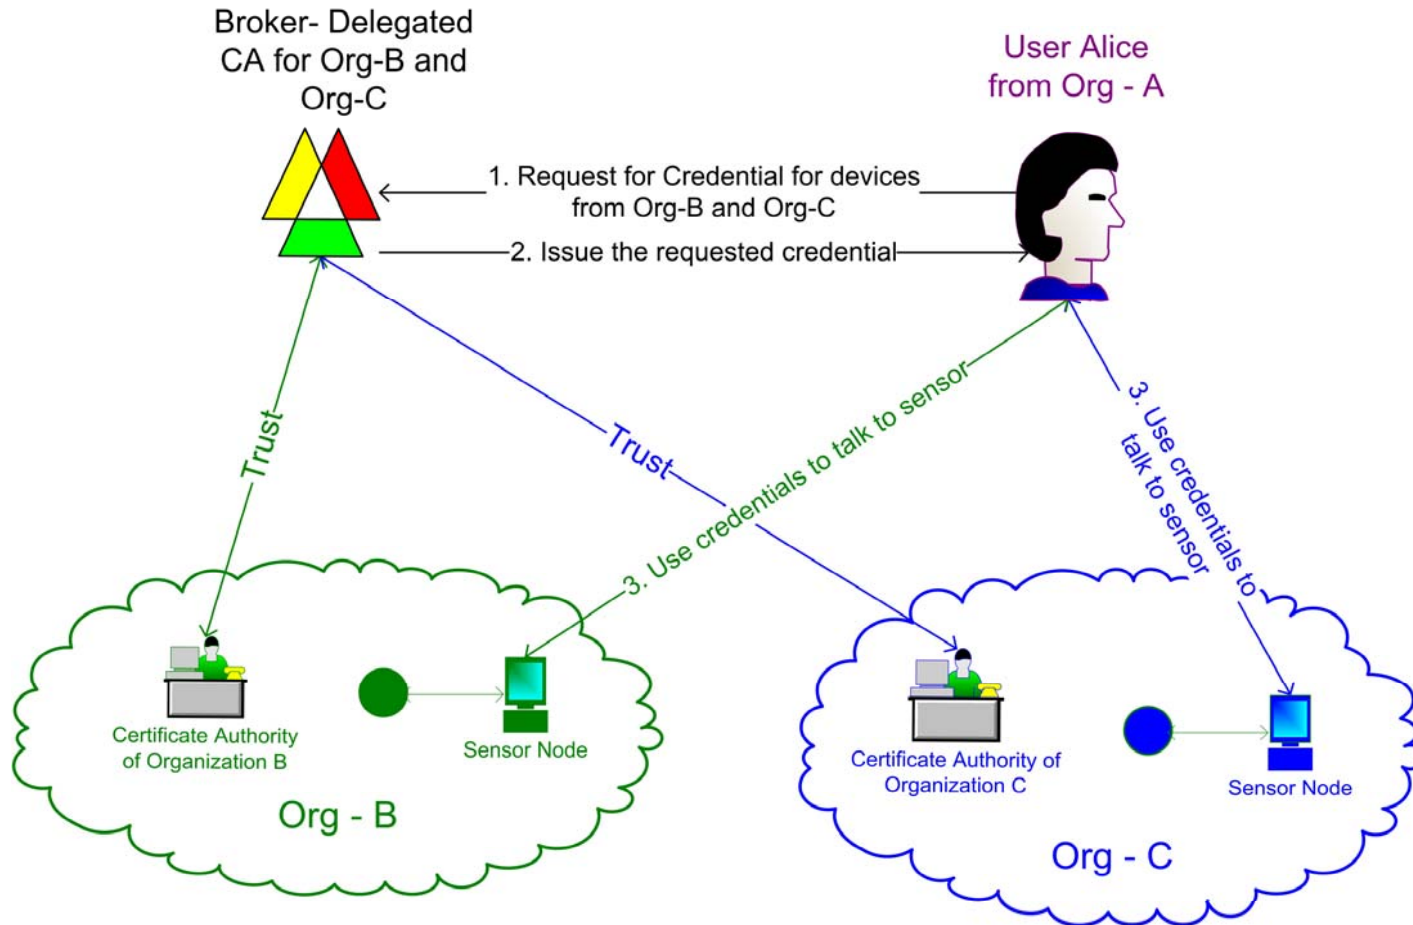 Broker- Delegated
CA for Org-B and
Org-C
User Alice
from Org - A
1. Request for Credential for devices
from Org-B and Org-C
2. Issue the requested credential
Trust
Trust
3. Use credentials to talk to sensor
3. Use credentials to
talk to sensor
Certificate Authority
of Organization B
Sensor Node
Org - B
Certificate Authority of
Organization C
Sensor Node
Org - C